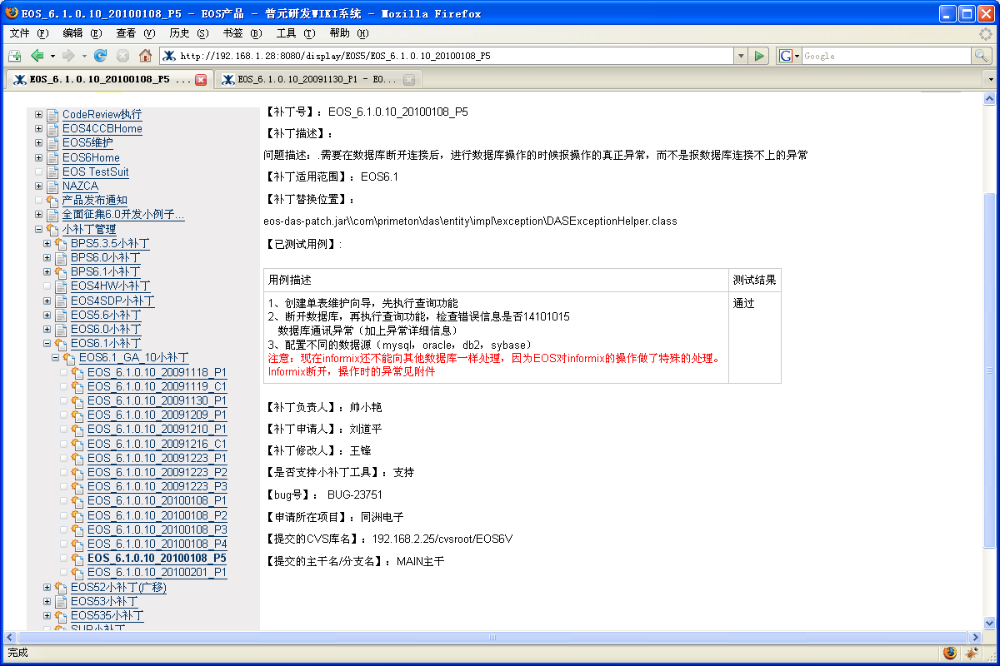 EOS_6.1.0.10_20100108_P5 - EOS产品 - 普元研发WIKI系统 - Mozilla Firefox
文件 (F) 编辑 (E) 查看 (V) 历史 (S) 书签 (B) 工具 (T) 帮助 (H)
http://192.168.1.28:8080/display/EOS5/EOS_6.1.0.10_20100108_P5 Google
EOS_6.1.0.10_20100108_P5 ... EOS_6.1.0.10_20091130_P1 - EO...
CodeReview执行
EOS4CCBHome
EOS5维护
EOS6Home
EOS TestSuit
NAZCA
产品发布通知
全面征集6.0开发小例子...
小补丁管理
BPS5.3.5小补丁
BPS6.0小补丁
BPS6.1小补丁
EOS4HW小补丁
EOS4SDP小补丁
EOS5.6小补丁
EOS6.0小补丁
EOS6.1小补丁
EOS6.1_GA_10小补丁
EOS_6.1.0.10_20091118_P1
EOS_6.1.0.10_20091119_C1
EOS_6.1.0.10_20091130_P1
EOS_6.1.0.10_20091209_P1
EOS_6.1.0.10_20091210_P1
EOS_6.1.0.10_20091216_C1
EOS_6.1.0.10_20091223_P1
EOS_6.1.0.10_20091223_P2
EOS_6.1.0.10_20091223_P3
EOS_6.1.0.10_20100108_P1
EOS_6.1.0.10_20100108_P2
EOS_6.1.0.10_20100108_P3
EOS_6.1.0.10_20100108_P4
EOS_6.1.0.10_20100108_P5
EOS_6.1.0.10_20100201_P1
EOS52小补丁(广移)
EOS53小补丁
EOS535小补丁
SUP小补丁
【补丁号】：EOS_6.1.0.10_20100108_P5
【补丁描述】：
问题描述：.需要在数据库断开连接后，进行数据库操作的时候报操作的真正异常，而不是报数据库连接不上的异常
【补丁适用范围】：EOS6.1
【补丁替换位置】：
eos-das-patch.jar\\com\primeton\das\entity\impl\exception\DASExceptionHelper.class
【已测试用例】:
用例描述 测试结果
1、创建单表维护向导，先执行查询功能 通过
2、断开数据库，再执行查询功能，检查错误信息是否14101015
数据库通讯异常（加上异常详细信息）
3、配置不同的数据源（mysql，oracle，db2，sybase）
注意：现在informix还不能向其他数据库一样处理，因为EOS对informix的操作做了特殊的处理。
Informix断开，操作时的异常见附件
【补丁负责人】：帅小艳
【补丁申请人】：刘道平
【补丁修改人】：王锋
【是否支持小补丁工具】：支持
【bug号】： BUG-23751
【申请所在项目】：同洲电子
【提交的CVS库名】：192.168.2.25/cvsroot/EOS6V
【提交的主干名/分支名】：MAIN主干
完成